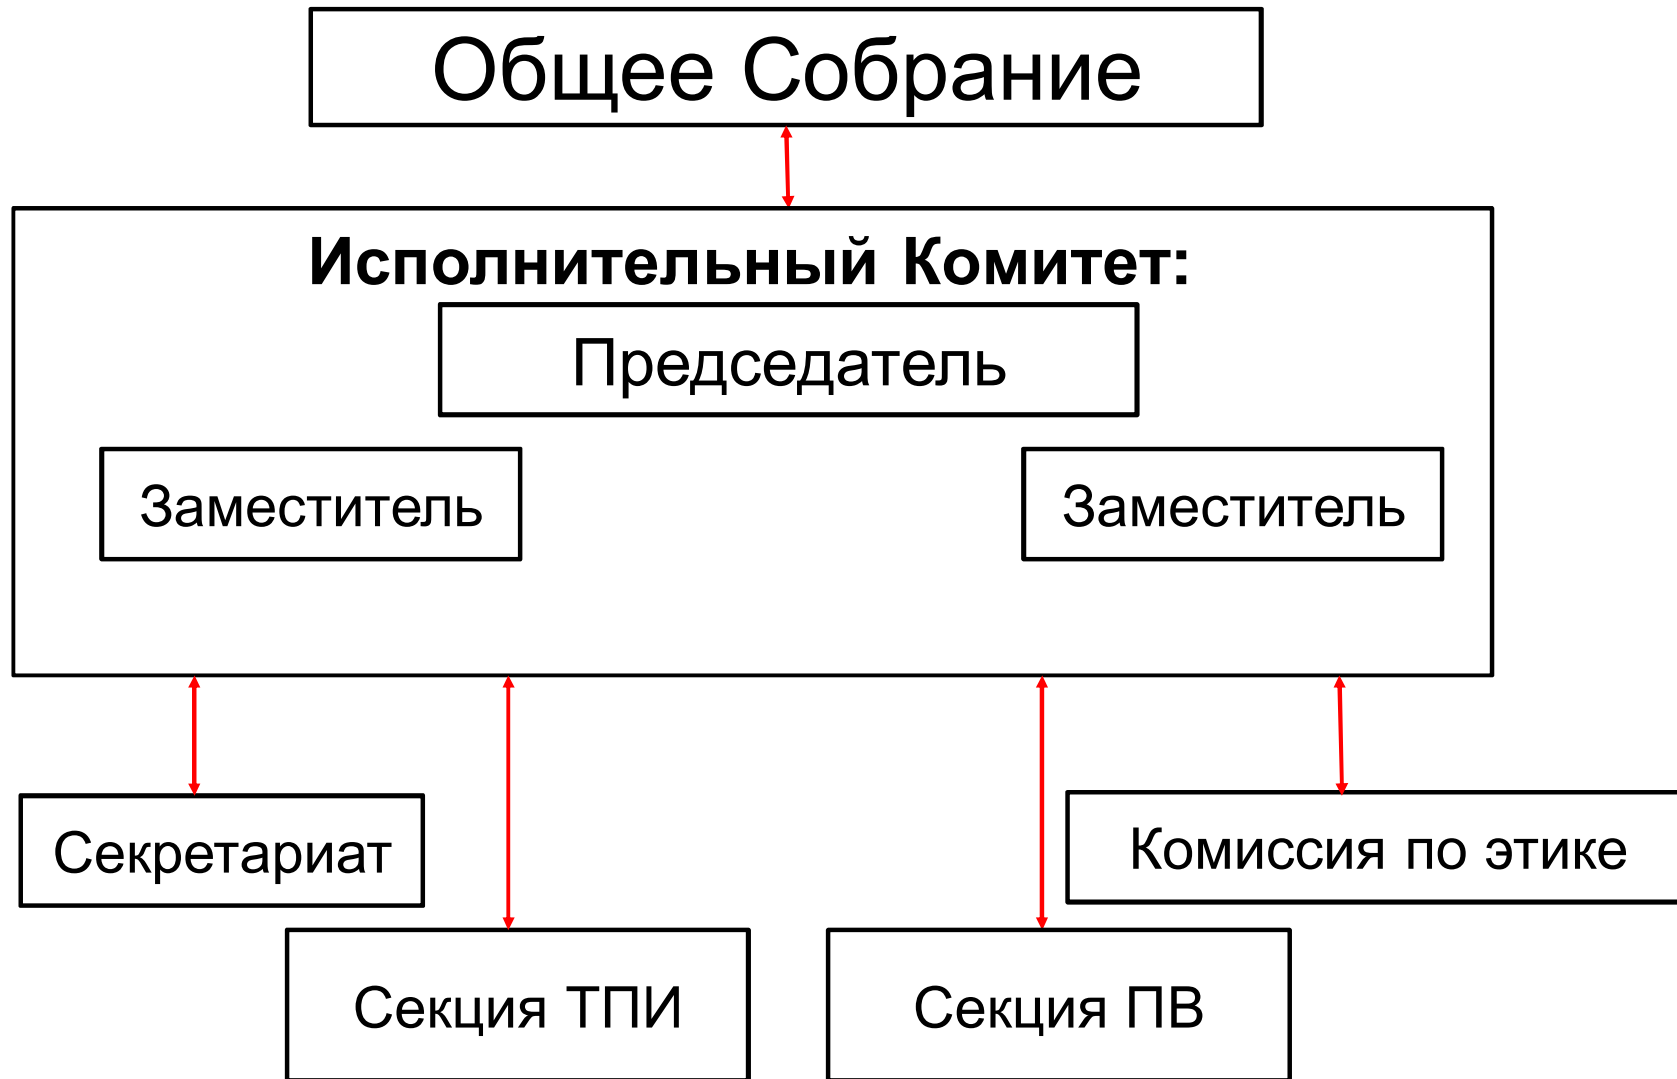 Общее Собрание
Исполнительный Комитет:
Председатель
Заместитель
Заместитель
Секретариат
Комиссия по этике
Секция ТПИ
Секция ПВ